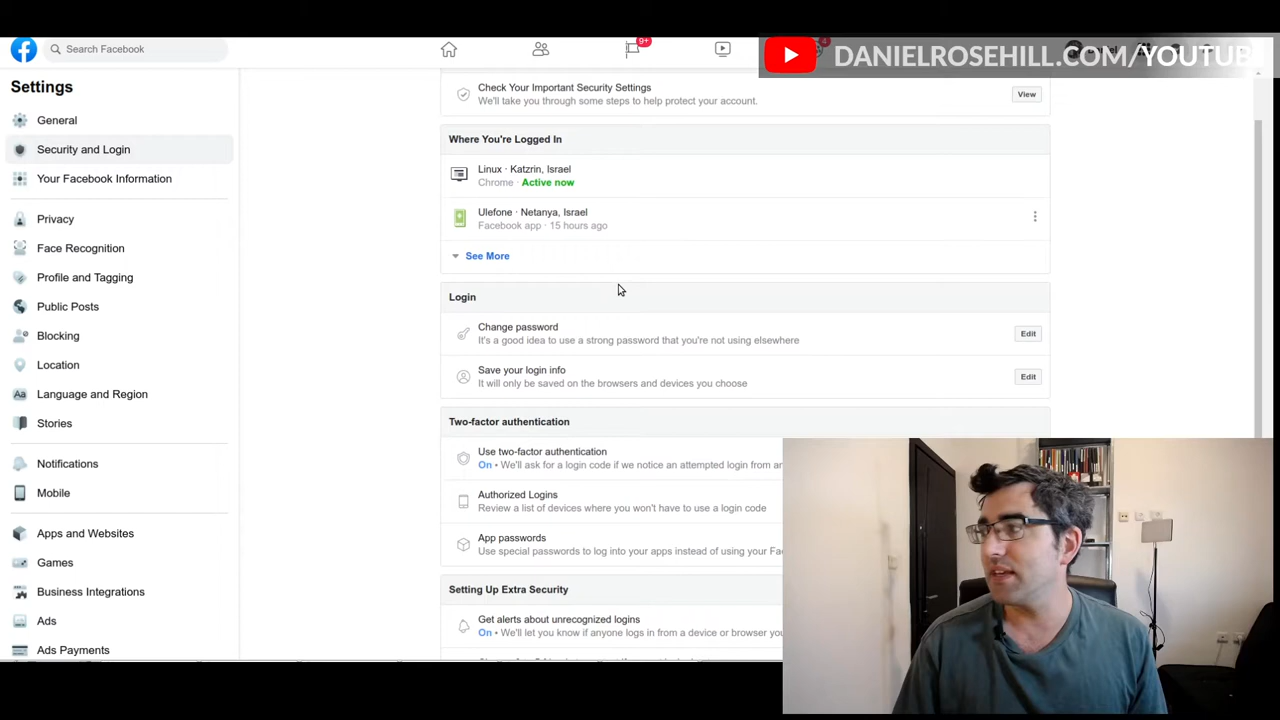 Search Facebook
9+
DANIELROSEHILL.COM/YOUTUBE
Settings
General
Security and Login
Your Facebook Information
Privacy
Face Recognition
Profile and Tagging
Public Posts
Blocking
Location
Aa Language and Region
Stories
Notifications
Mobile
Apps and Websites
Games
Business Integrations
Ads
Ads Payments
Check Your Important Security Settings
We'll take you through some steps to help protect your account.
View
Where You're Logged In
Linux · Katzrin, Israel
Chrome · Active now
Ulefone · Netanya, Israel
Facebook app · 15 hours ago
See More
Login
Change password
It's a good idea to use a strong password that you're not using elsewhere
Edit
Save your login info
It will only be saved on the browsers and devices you choose
Edit
Two-factor authentication
Use two-factor authentication
On • We'll ask for a login code if we notice an attempted login from an
Authorized Logins
Review a list of devices where you won't have to use a login code
App passwords
Use special passwords to log into your apps instead of using your Fac
Setting Up Extra Security
Get alerts about unrecognized logins
On • We'll let you know if anyone logs in from a device or browser you